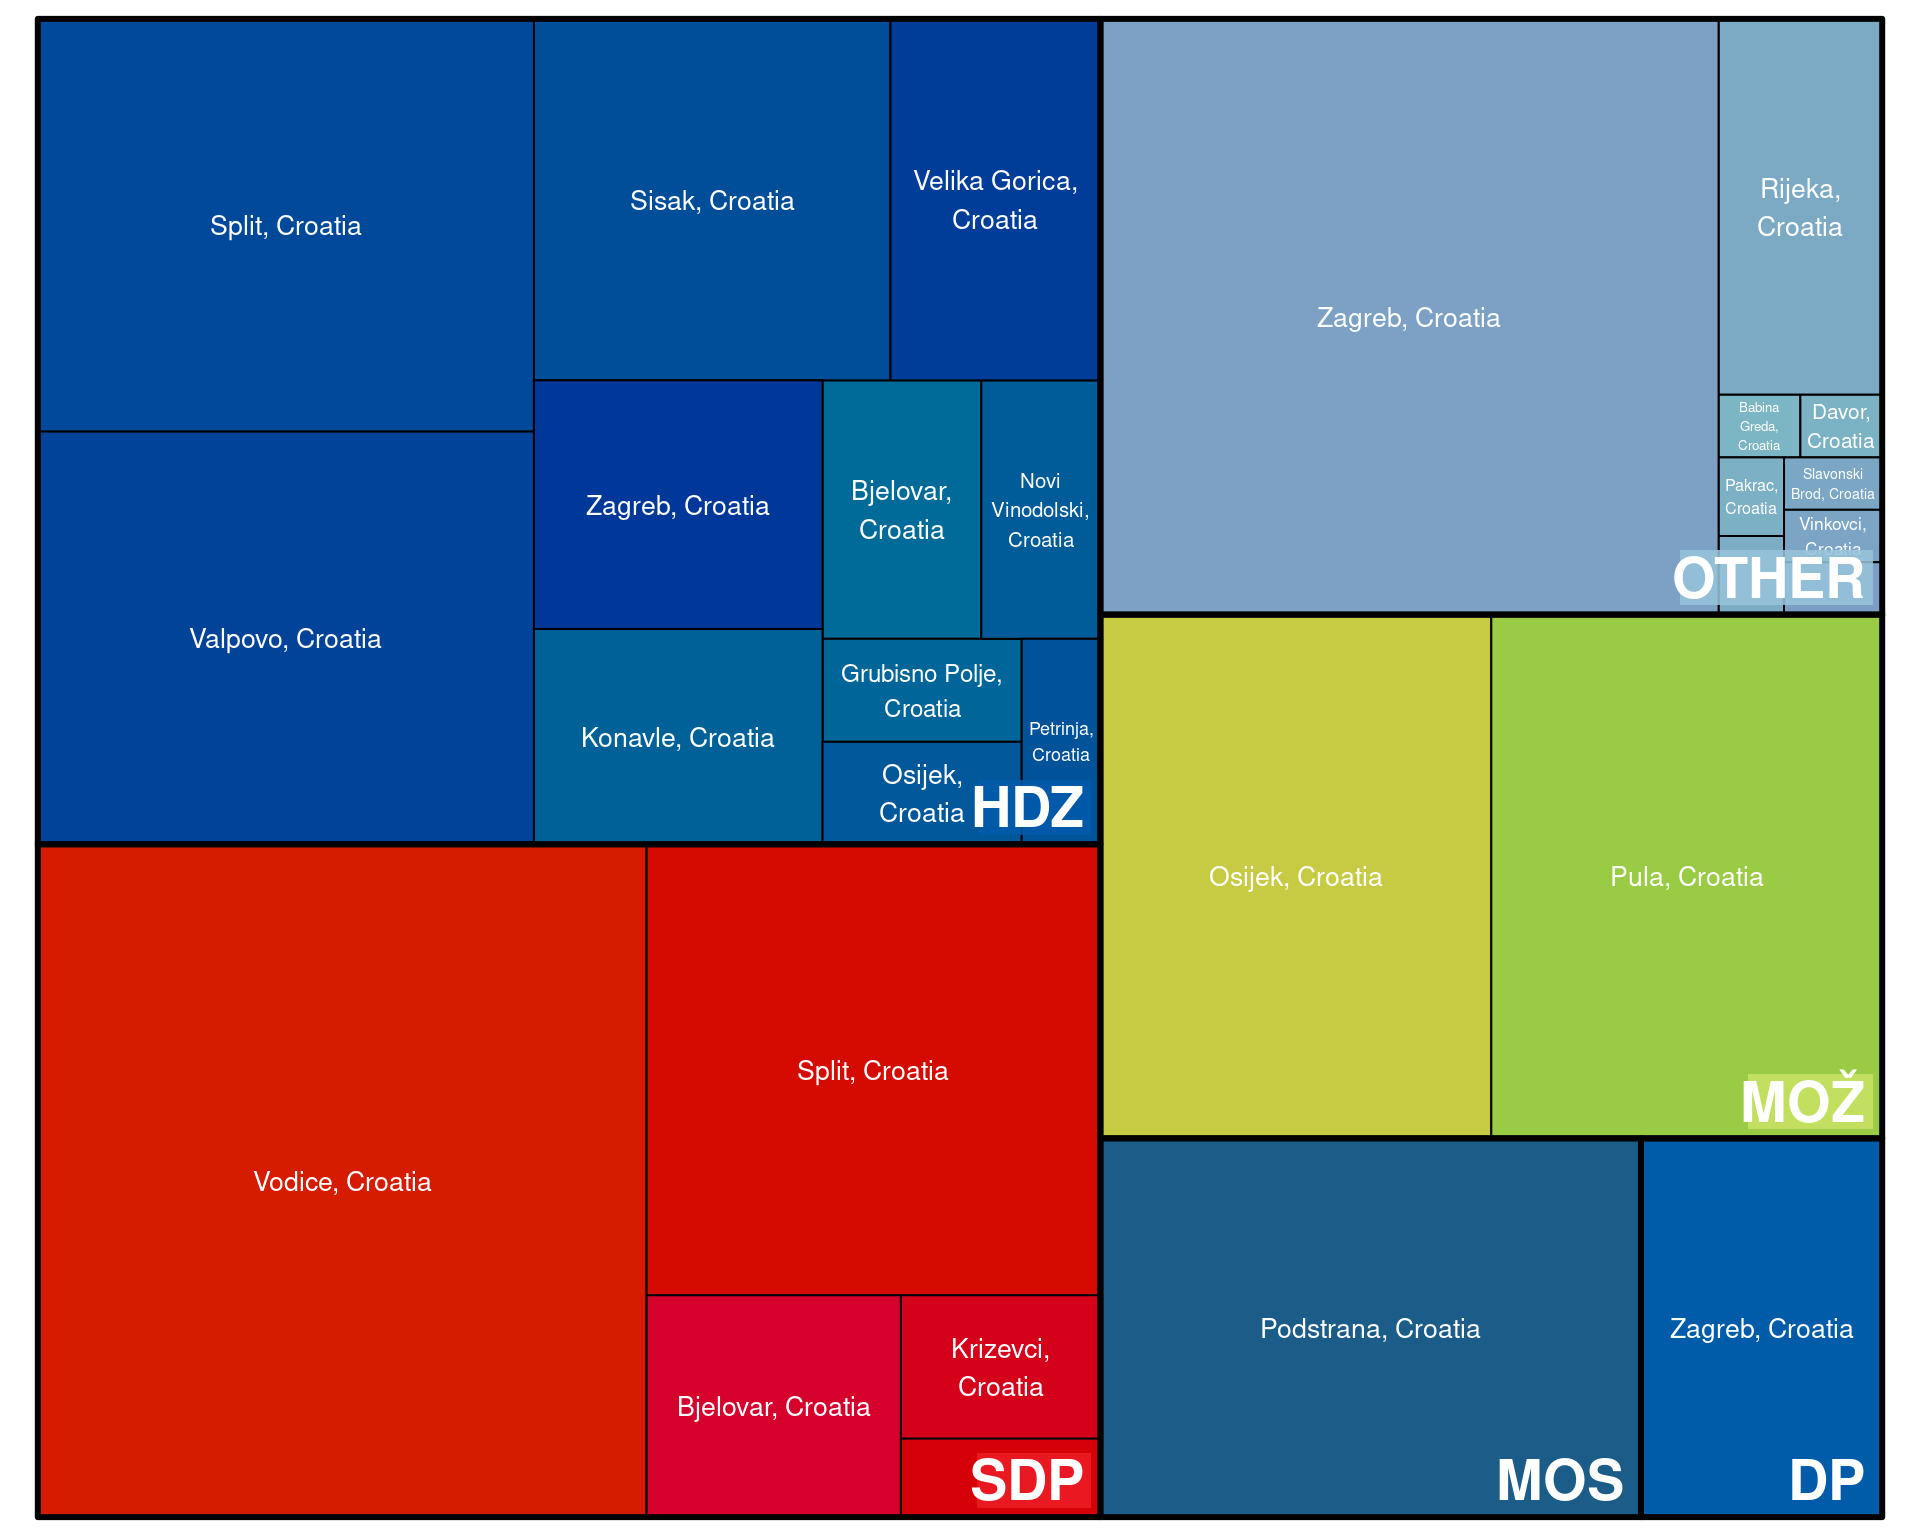 Split, Croatia
Sisak, Croatia
Velika Gorica,
Croatia
Valpovo, Croatia
Zagreb, Croatia
Bjelovar,
Croatia
Novi
Vinodolski,
Croatia
Konavle, Croatia
Grubisno Polje,
Croatia
Petrinja,
Croatia
Osijek,
Croatia
HDZ
Zagreb, Croatia
Rijeka,
Croatia
Babina
Greda,
Croatia
Davor,
Croatia
Pakrac,
Croatia
Slavonski
Brod, Croatia
Vinkovci,
Croatia
OTHER
Vodice, Croatia
Split, Croatia
Bjelovar, Croatia
Krizevci,
Croatia
SDP
Osijek, Croatia
Pula, Croatia
MOŽ
Podstrana, Croatia
MOS
Zagreb, Croatia
DP